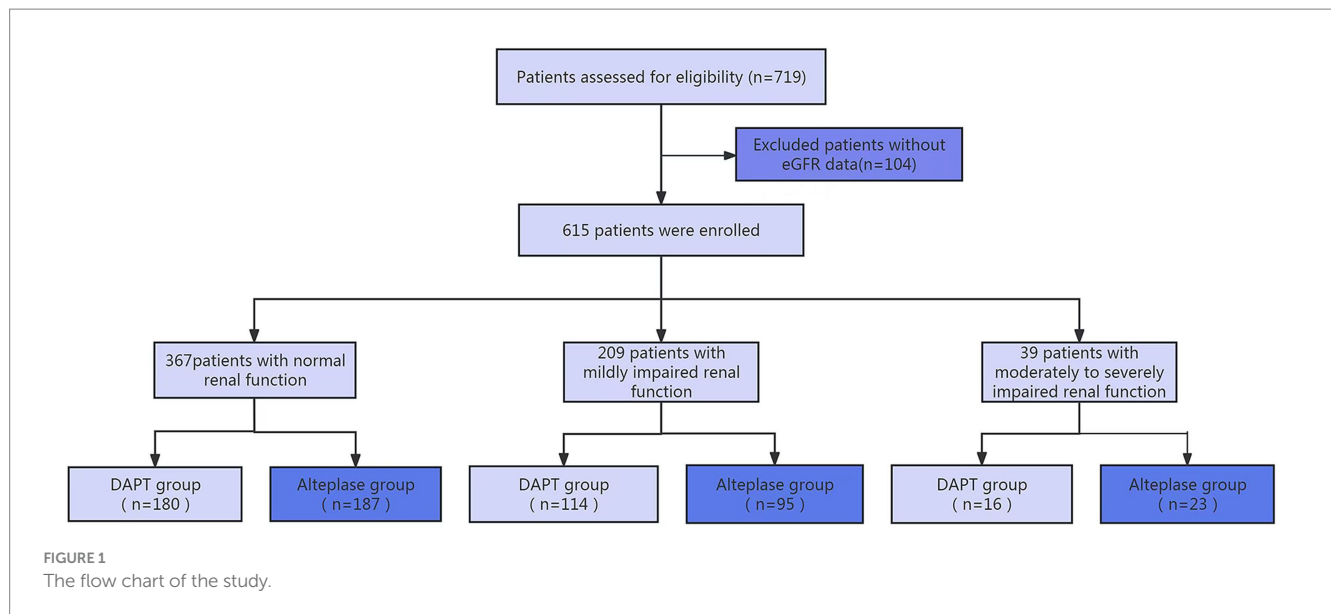 Patients assessed for eligibility (n=719)
Excluded patients without
eGFR data(n=104)
615 patients were enrolled
367patients with normal
renal function
209 patients with
mildly impaired renal
function
39 patients with
moderately to severely
impaired renal function
DAPT group
( n=180 )
Alteplase group
( n=187 )
DAPT group
( n=114 )
Alteplase group
( n=95 )
DAPT group
( n=16 )
Alteplase group
( n=23 )
FIGURE 1
The flow chart of the study.